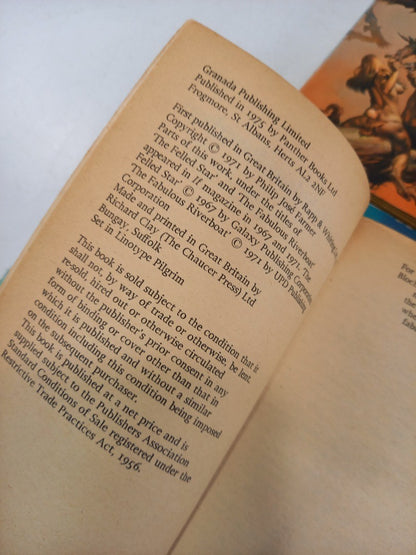 Granada Publishing Limited
Published in 1975 by Panther Books Ltd
Frogmore, St Albans, Herts AL2 2NF
First published in Great Britain by Rapp & Whiting
Copyright © 1971 by Philip José Farmer
Parts of this work, under the titles of
The Felled Star and The Fabulous Riverboat
appeared in If magazine in 1967 and 1971. The
Felled Star © 1967 by Galaxy Publishing Corporation
The Fabulous Riverboat: © 1971 by UPD Publishing
Corporation
Made and printed in Great Britain by
Richard Clay (The Chaucer Press) Ltd
Bungay, Suffolk
Set in Linotype Pilgrim
This book is sold subject to the condition that it
shall not, by way of trade or otherwise, be lent,
re-sold, hired out or otherwise circulated
without the publisher's prior consent in any
form of binding or cover other than that in
which it is published and without a similar
condition including this condition being imposed
on the subsequent purchaser.
This book is published at a net price and is
supplied subject to the Publishers Association
Standard Conditions of Sale registered under the
Restrictive Trade Practices Act, 1956.